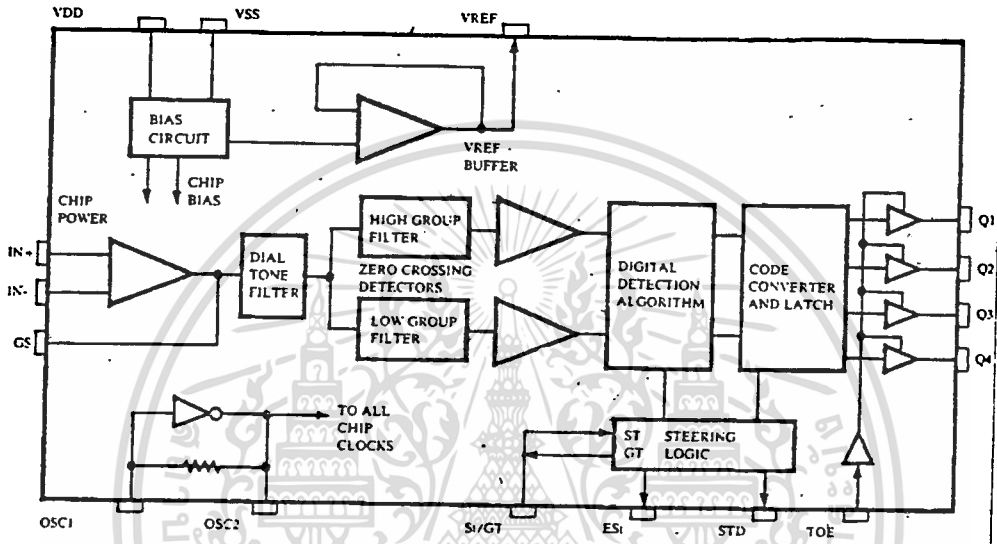 VDD
VSS
VREF
BIAS
CIRCUIT
VREF
BUFFER
CHIP
BIAS
CHIP
POWER
IN+
IN-
GS
DIAL
TONE
FILTER
HIGH GROUP
FILTER
ZERO CROSSING
DETECTORS
LOW GROUP
FILTER
DIGITAL
DETECTION
ALGORITHM
CODE
CONVERTER
AND LATCH
Q1
Q2
Q3
Q4
TO ALL
CHIP
CLOCKS
ST STEERING
GT LOGIC
OSC1
OSC2
St/GT
ESt
STD
TOE